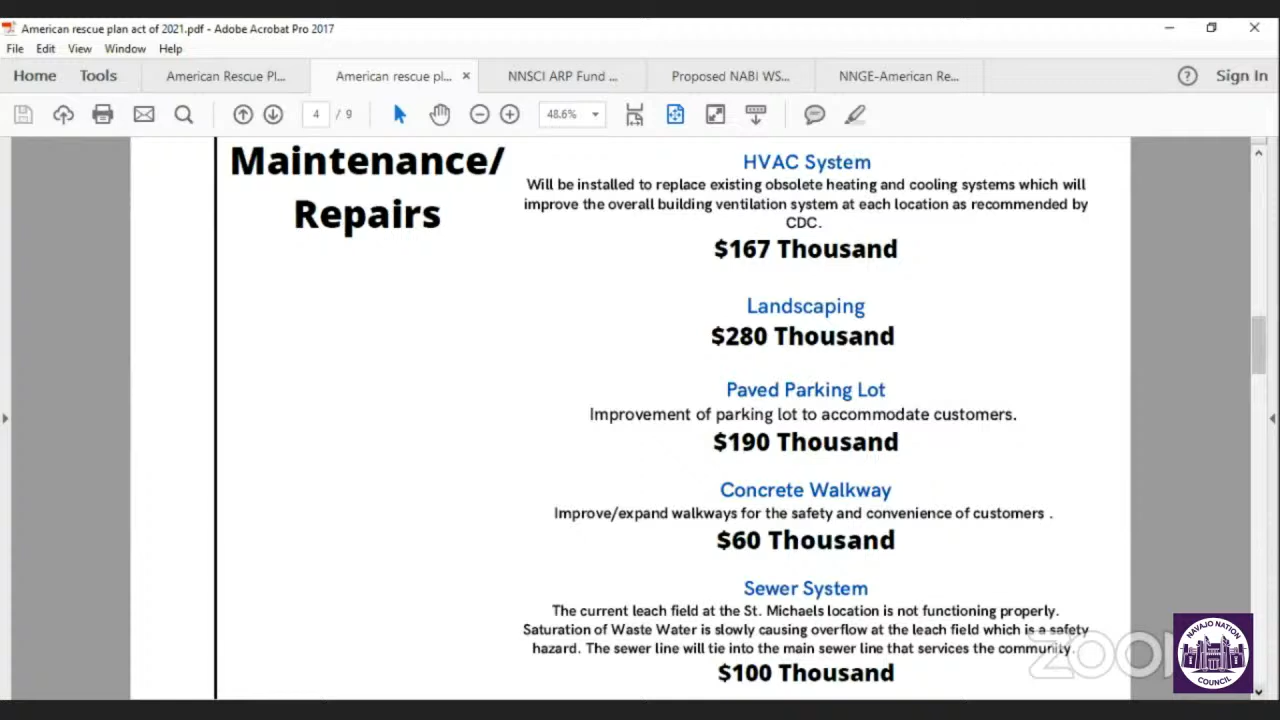 American rescue plan act of 2021.pdf - Adobe Acrobat Pro 2017
File Edit View Window Help
Home Tools American Rescue Pl... American rescue pl... × NNSCI ARP Fund ... Proposed NABI WS... NNGE-American Re... Sign In
4 / 9 48.6%
Maintenance/
Repairs
HVAC System
Will be installed to replace existing obsolete heating and cooling systems which will
improve the overall building ventilation system at each location as recommended by
CDC.
$167 Thousand
Landscaping
$280 Thousand
Paved Parking Lot
Improvement of parking lot to accommodate customers.
$190 Thousand
Concrete Walkway
Improve/expand walkways for the safety and convenience of customers .
$60 Thousand
Sewer System
The current leach field at the St. Michaels location is not functioning properly.
Saturation of Waste Water is slowly causing overflow at the leach field which is a safety
hazard. The sewer line will tie into the main sewer line that services the community.
$100 Thousand
ZOOM
NAVAJO NATION
COUNCIL